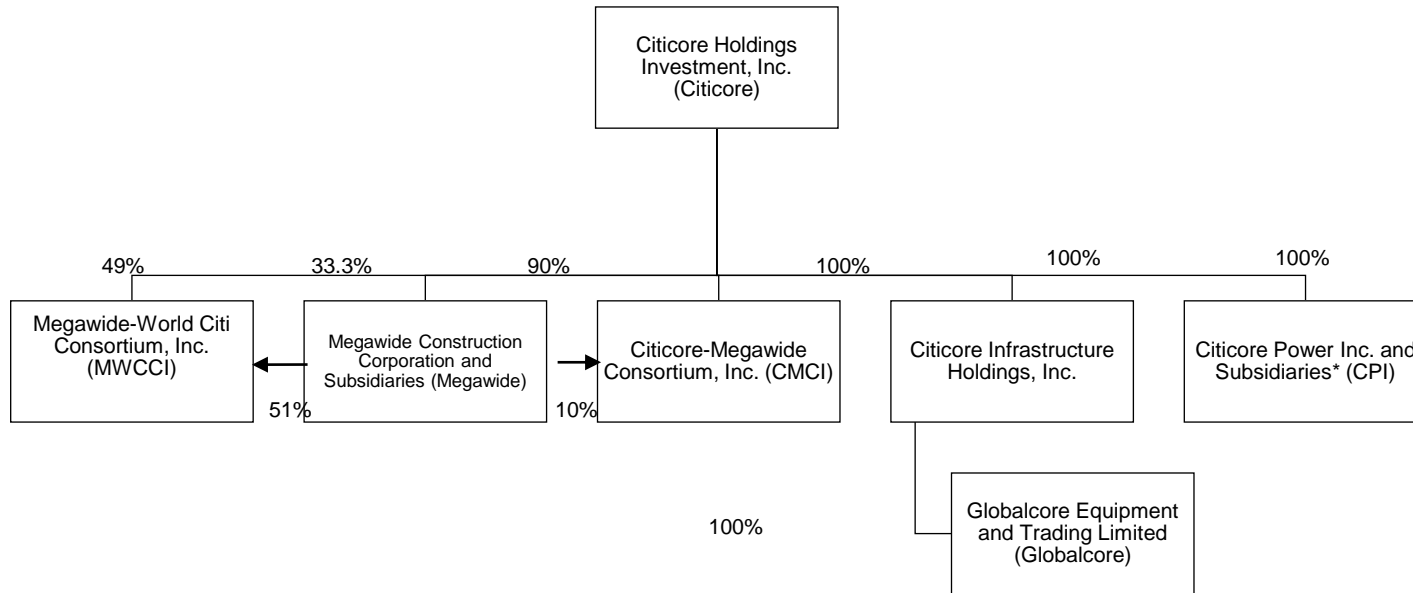 Citicore Holdings
Investment, Inc.
(Citicore)
49%
33.3%
90%
100%
100%
100%
Megawide-World Citi
Consortium, Inc.
(MWCCI)
Megawide Construction
Corporation and
Subsidiaries (Megawide)
Citicore-Megawide
Consortium, Inc. (CMCI)
Citicore Infrastructure
Holdings, Inc.
Citicore Power Inc. and
Subsidiaries* (CPI)
51%
10%
100%
Globalcore Equipment
and Trading Limited
(Globalcore)